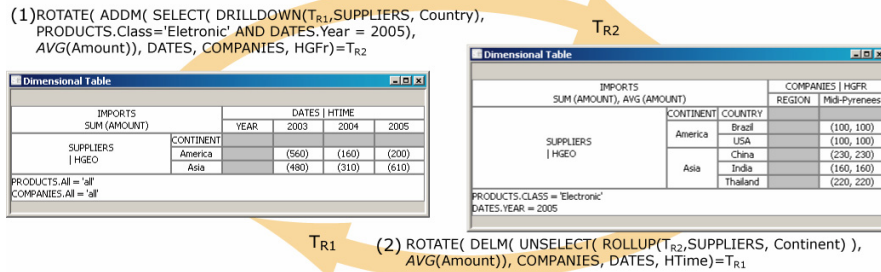 (1) ROTATE( ADDM( SELECT( DRILLDOWN(TR1,SUPPLIERS, Country),
PRODUCTS.Class='Eletronic' AND DATES.Year = 2005),
AVG(Amount)), DATES, COMPANIES, HGFr)=TR2
TR2
Dimensional Table
IMPORTS
SUM (AMOUNT)
DATES | HTIME
YEAR 2003 2004 2005
SUPPLIERS
| HGEO
CONTINENT
America (560) (160) (200)
Asia (480) (310) (610)
PRODUCTS.All = 'all'
COMPANIES.All = 'all'
Dimensional Table
IMPORTS
SUM (AMOUNT), AVG (AMOUNT)
COMPANIES | HGFR
REGION Midi-Pyrenees
SUPPLIERS
| HGEO
CONTINENT COUNTRY
America
Brazil (100, 100)
USA (100, 100)
Asia
China (230, 230)
India (160, 160)
Thailand (220, 220)
PRODUCTS.CLASS = 'Electronic'
DATES.YEAR = 2005
TR1
(2) ROTATE( DELM( UNSELECT( ROLLUP(TR2,SUPPLIERS, Continent) ),
AVG(Amount)), COMPANIES, DATES, HTime)=TR1